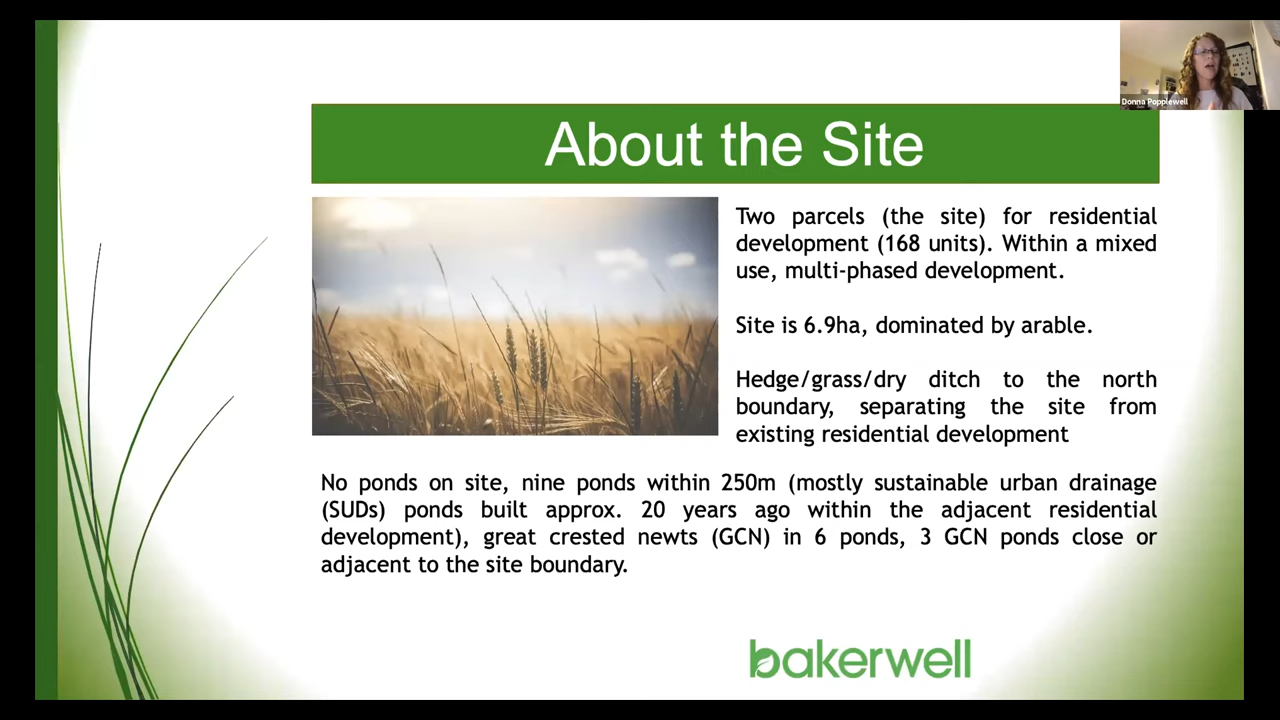 Donna Popplewell
About the Site
Two parcels (the site) for residential
development (168 units). Within a mixed
use, multi-phased development.
Site is 6.9ha, dominated by arable.
Hedge/grass/dry ditch to the north
boundary, separating the site from
existing residential development
No ponds on site, nine ponds within 250m (mostly sustainable urban drainage
(SUDs) ponds built approx. 20 years ago within the adjacent residential
development), great crested newts (GCN) in 6 ponds, 3 GCN ponds close or
adjacent to the site boundary.
bakerwell